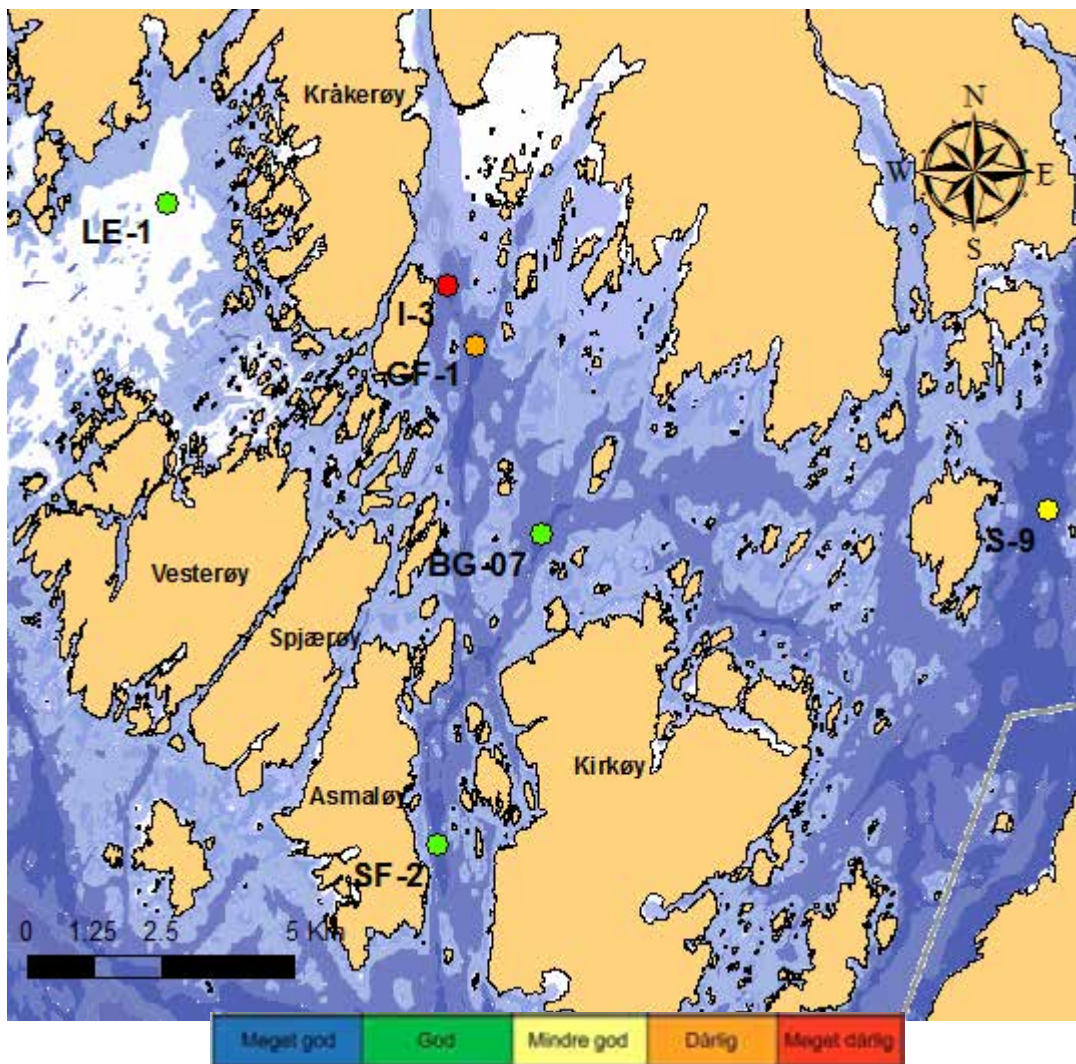 Kråkerøy
N
W
E
S
LE-1
I-3
GF-1
BG-07
S-9
Vesterøy
Spjærøy
Kirkøy
Asmaløy
SF-2
0 1.25 2.5 5 Km
Meget god God Mindre god Dårlig Meget dårlig